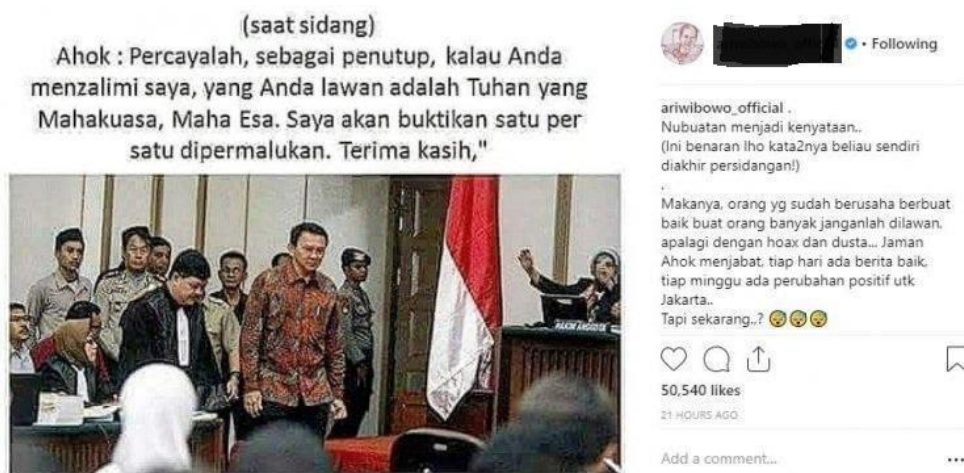 (saat sidang)
Ahok : Percayalah, sebagai penutup, kalau Anda
menzalimi saya, yang Anda lawan adalah Tuhan yang
Mahakuasa, Maha Esa. Saya akan buktikan satu per
satu dipermalukan. Terima kasih,"
HAKIM ANGGOTA
• Following
ariwibowo_official .
Nubuatan menjadi kenyataan..
(Ini benaran lho kata2nya beliau sendiri
diakhir persidangan!)
.
Makanya, orang yg sudah berusaha berbuat
baik buat orang banyak janganlah dilawan,
apalagi dengan hoax dan dusta... Jaman
Ahok menjabat, tiap hari ada berita baik,
tiap minggu ada perubahan positif utk
Jakarta..
Tapi sekarang..? 😴😴😴
50,540 likes
21 HOURS AGO
Add a comment...